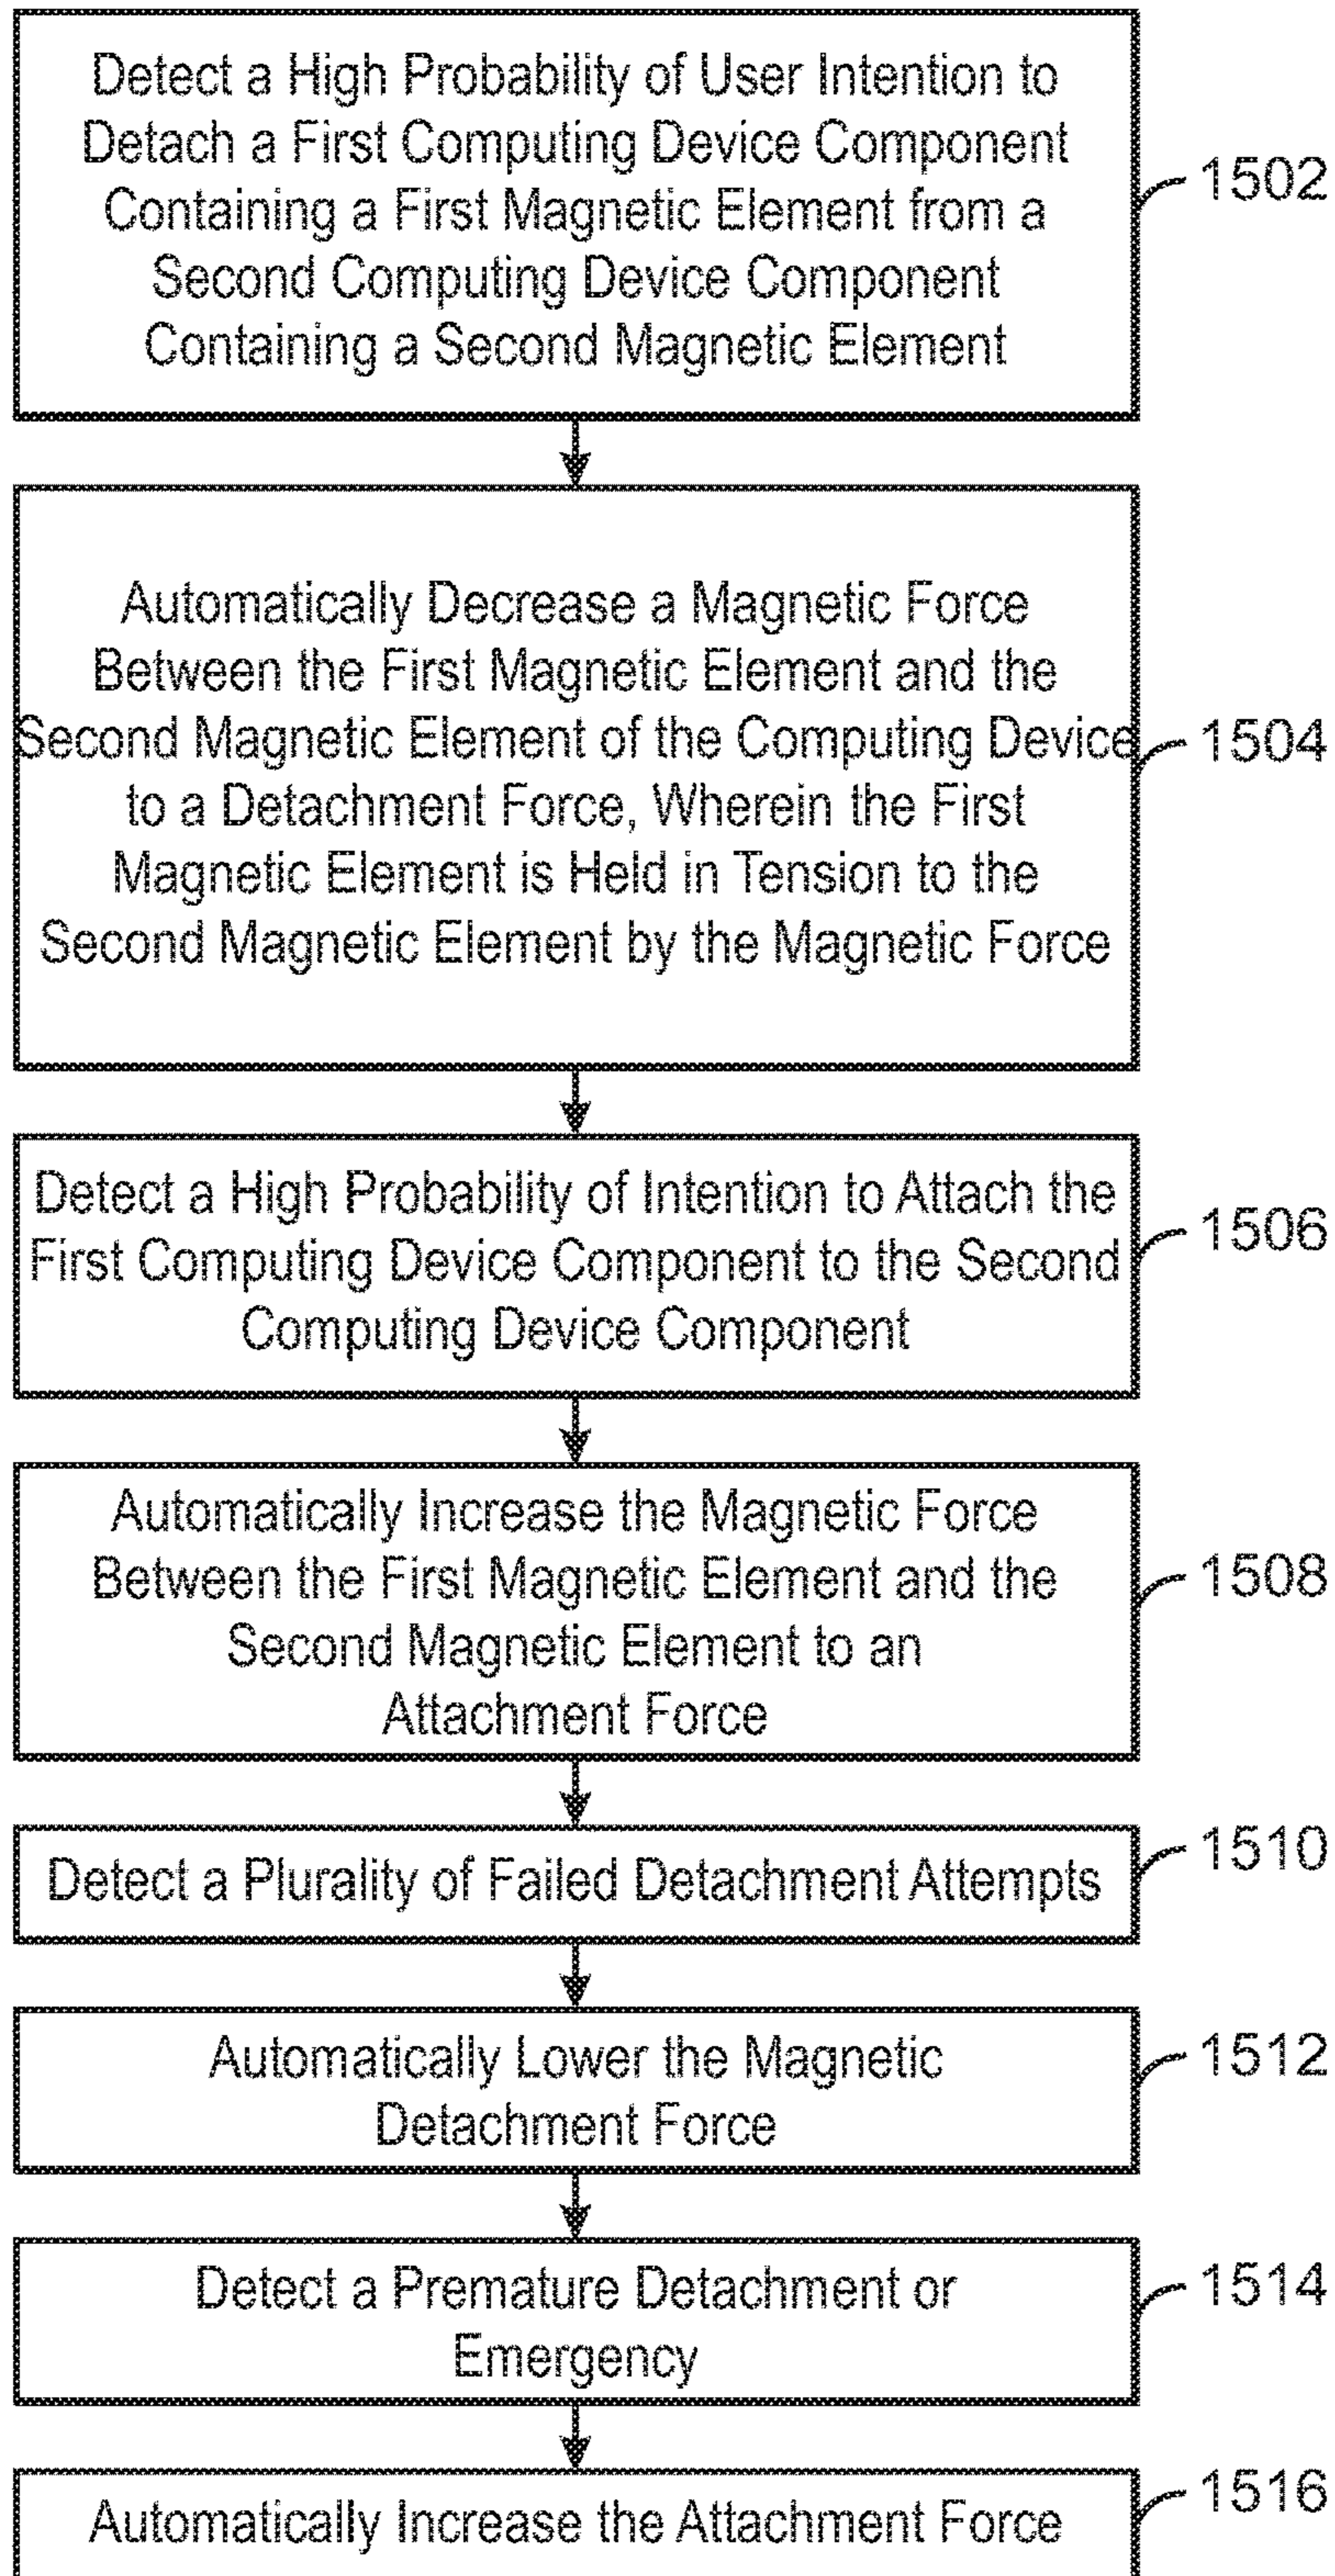 Detect a High Probability of User Intention to
Detach a First Computing Device Component
Containing a First Magnetic Element from a
Second Computing Device Component
Containing a Second Magnetic Element
1502
Automatically Decrease a Magnetic Force
Between the First Magnetic Element and the
Second Magnetic Element of the Computing Device
to a Detachment Force, Wherein the First
Magnetic Element is Held in Tension to the
Second Magnetic Element by the Magnetic Force
1504
Detect a High Probability of Intention to Attach the
First Computing Device Component to the Second
Computing Device Component
1506
Automatically Increase the Magnetic Force
Between the First Magnetic Element and the
Second Magnetic Element to an
Attachment Force
1508
Detect a Plurality of Failed Detachment Attempts
1510
Automatically Lower the Magnetic
Detachment Force
1512
Detect a Premature Detachment or
Emergency
1514
Automatically Increase the Attachment Force
1516